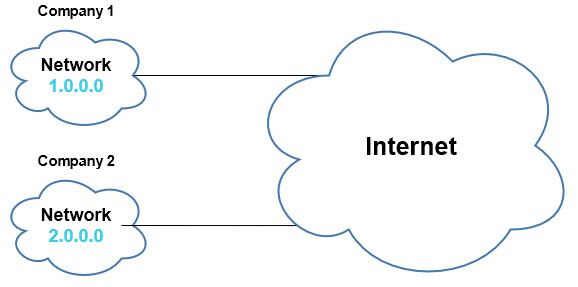 Company 1
Network
1.0.0.0
Internet
Company 2
Network
2.0.0.0